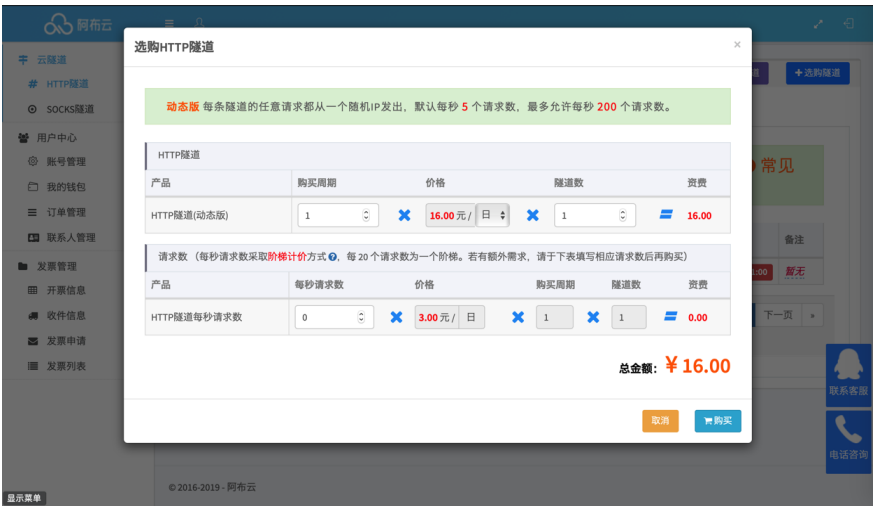 阿布云
云隧道
HTTP隧道
SOCKS隧道
用户中心
账号管理
我的钱包
订单管理
联系人管理
发票管理
开票信息
收件信息
发票申请
发票列表
显示菜单
选购HTTP隧道
×
动态版 每条隧道的任意请求都从一个随机IP发出，默认每秒 5 个请求数，最多允许每秒 200 个请求数。
HTTP隧道
产品 购买周期 价格 隧道数 资费
HTTP隧道(动态版) 1 16.00 元 / 日 1 16.00
请求数 （每秒请求数采取阶梯计价方式，每 20 个请求数为一个阶梯。若有额外需求，请于下表填写相应请求数后再购买）
产品 每秒请求数 价格 购买周期 隧道数 资费
HTTP隧道每秒请求数 0 3.00 元 / 日 1 1 0.00
总金额: ￥16.00
取消 购买
道 +选购隧道
常见
备注
1:00 暂无
下一页 »
联系客服
电话咨询
© 2016-2019 - 阿布云